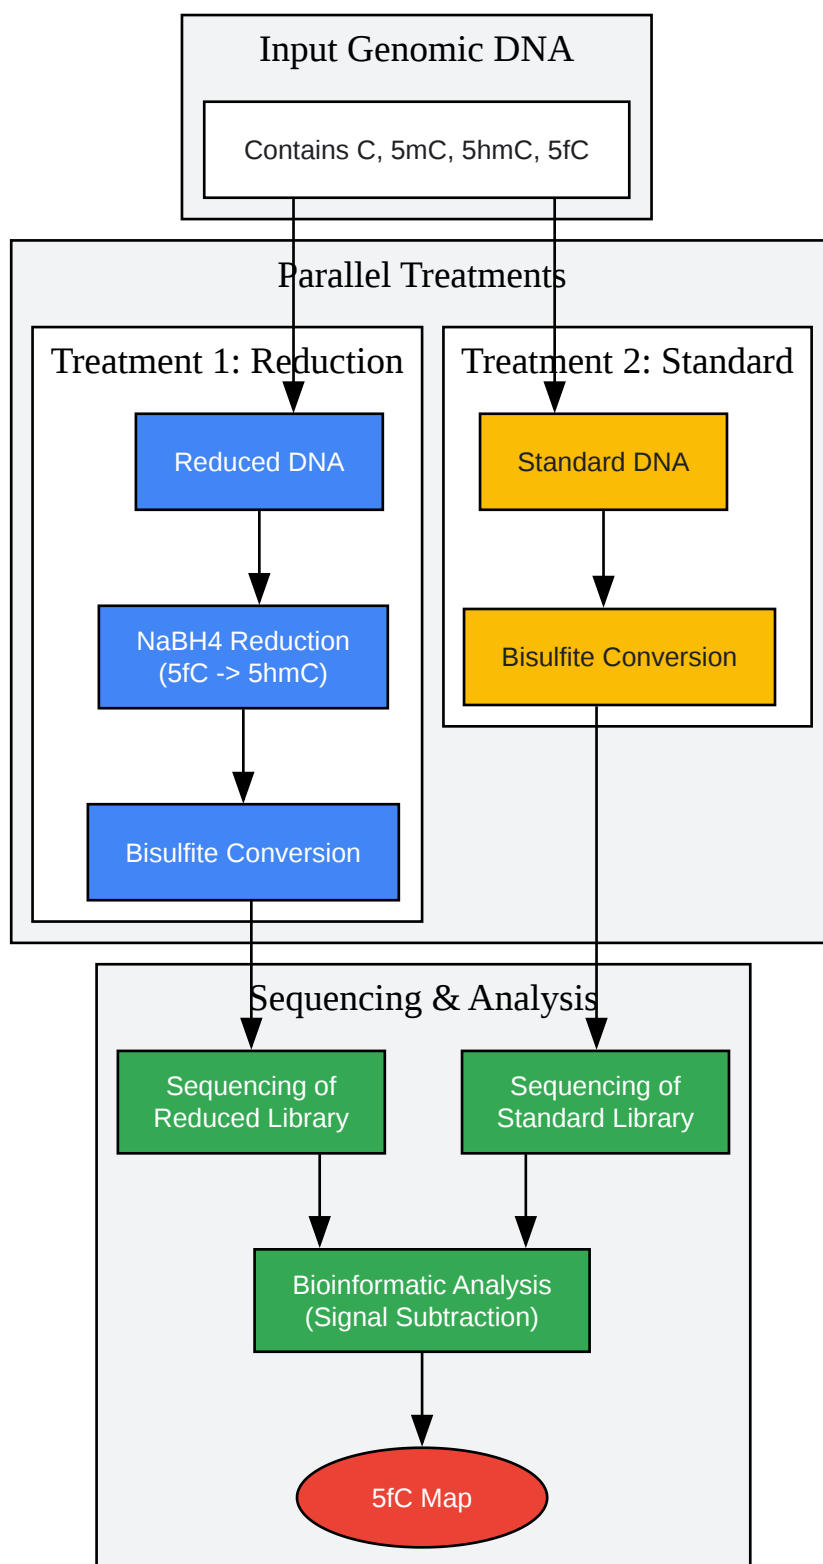 Input Genomic DNA
Contains C, 5mC, 5hmC, 5fC
Parallel Treatments
Treatment 1: Reduction
Treatment 2: Standard
Reduced DNA
Standard DNA
NaBH4 Reduction
(5fC -> 5hmC)
Bisulfite Conversion
Bisulfite Conversion
Sequencing & Analysis
Sequencing of
Reduced Library
Sequencing of
Standard Library
Bioinformatic Analysis
(Signal Subtraction)
5fC Map